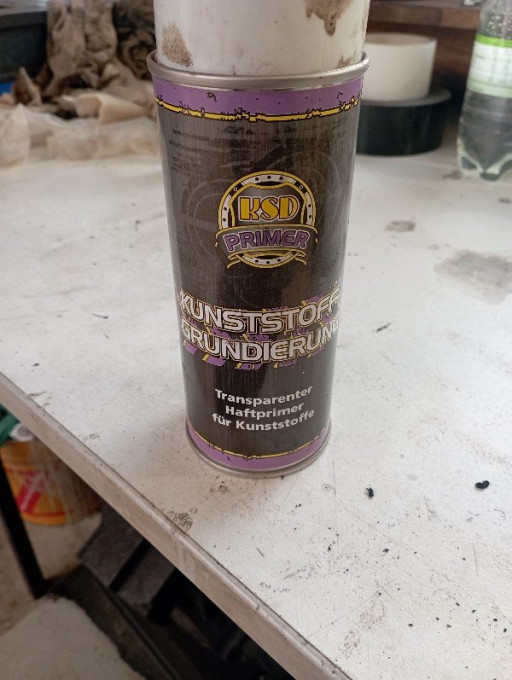 KSD
PRIMER
KUNSTSTOFF-
GRUNDIERUNG
Transparenter
Haftprimer
für Kunststoffe